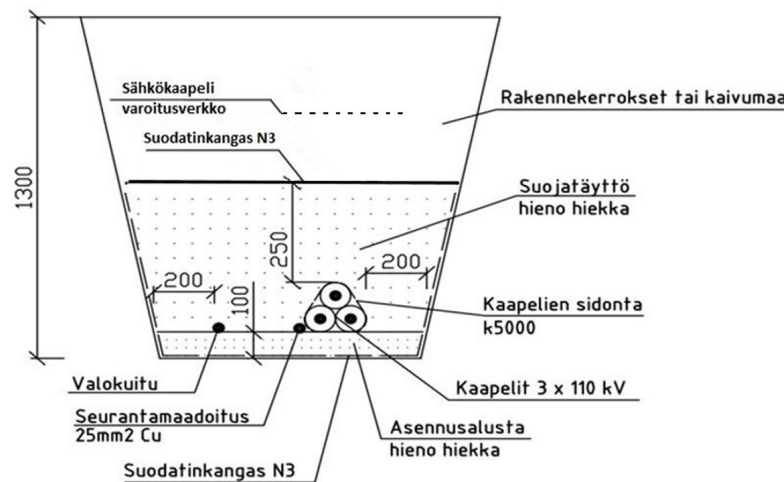 Sähkökaapeli
varoitusverkko
Rakennekerrokset tai kaivumaa
Suodatinkangas N3
1300
Suojatäyttö
hieno hiekka
250
200
200
100
Kaapelien sidonta
k5000
Valokuitu
Kaapelit 3 x 110 kV
Seurantamaadoitus
25mm2 Cu
Asennusalusta
hieno hiekka
Suodatinkangas N3